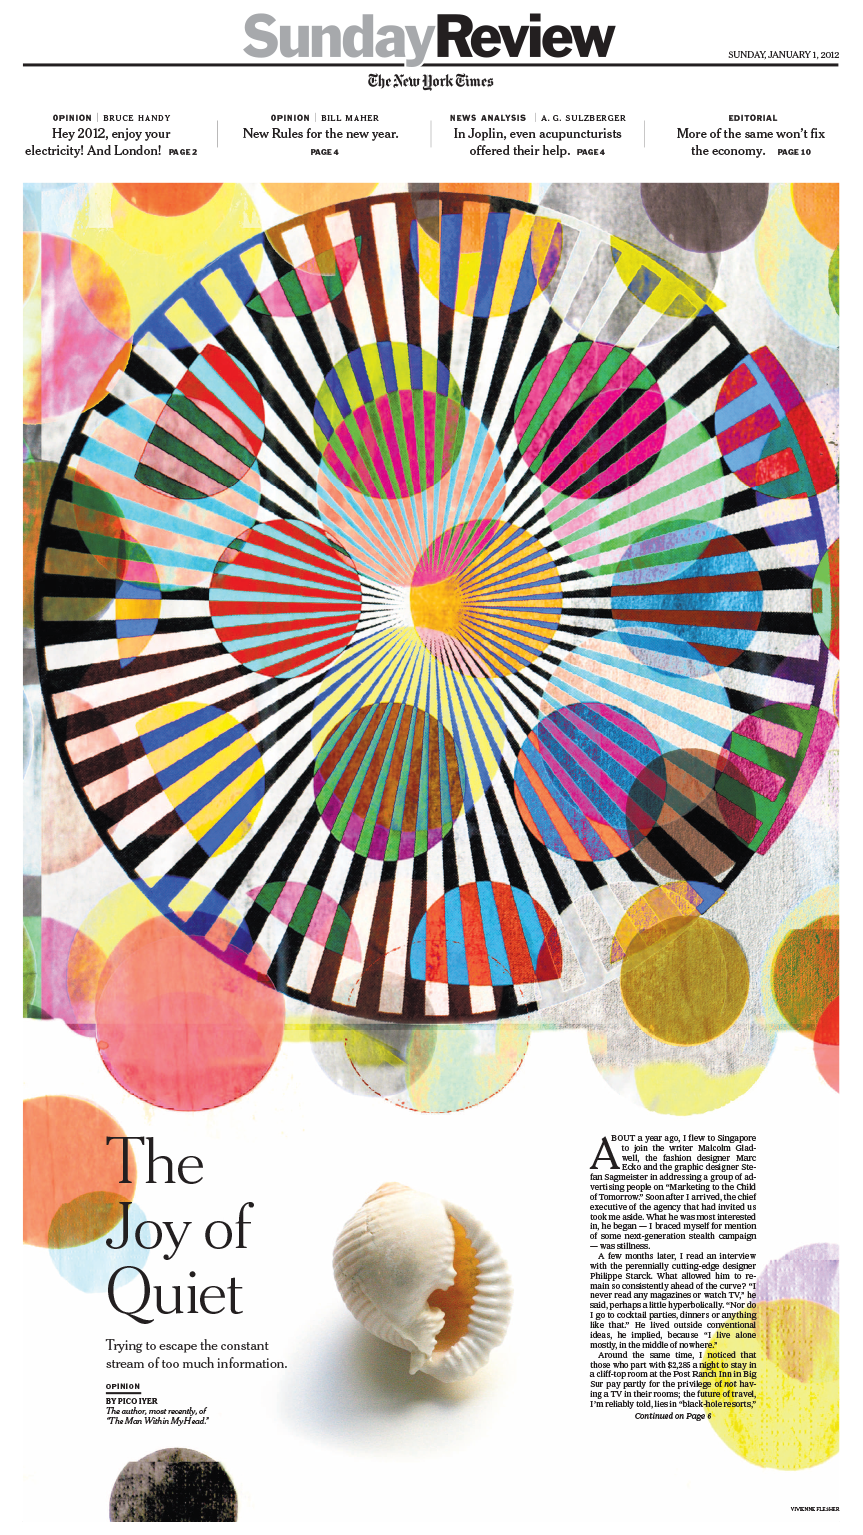 SundayReview
SUNDAY, JANUARY 1, 2012
The New York Times
OPINION | BRUCE HANDY
Hey 2012, enjoy your
electricity! And London! PAGE 2
OPINION | BILL MAHER
New Rules for the new year.
PAGE 4
NEWS ANALYSIS | A. G. SULZBERGER
In Joplin, even acupuncturists
offered their help. PAGE 4
EDITORIAL
More of the same won't fix
the economy. PAGE 10
The
Joy of
Quiet
Trying to escape the constant
stream of too much information.
OPINION
BY PICO IYER
The author, most recently, of
"The Man Within My Head."
ABOUT a year ago, I flew to Singapore
to join the writer Malcolm Glad-
well, the fashion designer Marc
Ecko and the graphic designer Ste-
fan Sagmeister in addressing a group of ad-
vertising people on “Marketing to the Child
of Tomorrow.” Soon after I arrived, the chief
executive of the agency that had invited us
took me aside. What he was most interested
in, he began — I braced myself for mention
of some next-generation stealth campaign
— was stillness.
A few months later, I read an interview
with the perennially cutting-edge designer
Philippe Starck. What allowed him to re-
main so consistently ahead of the curve? “I
never read any magazines or watch TV,” he
said, perhaps a little hyperbolically. “Nor do
I go to cocktail parties, dinners or anything
like that.” He lived outside conventional
ideas, he implied, because “I live alone
mostly, in the middle of nowhere.”
Around the same time, I noticed that
those who part with $2,285 a night to stay in
a cliff-top room at the Post Ranch Inn in Big
Sur pay partly for the privilege of not hav-
ing a TV in their rooms; the future of travel,
I’m reliably told, lies in “black-hole resorts,”
Continued on Page 6
VIVIENNE FLESHER